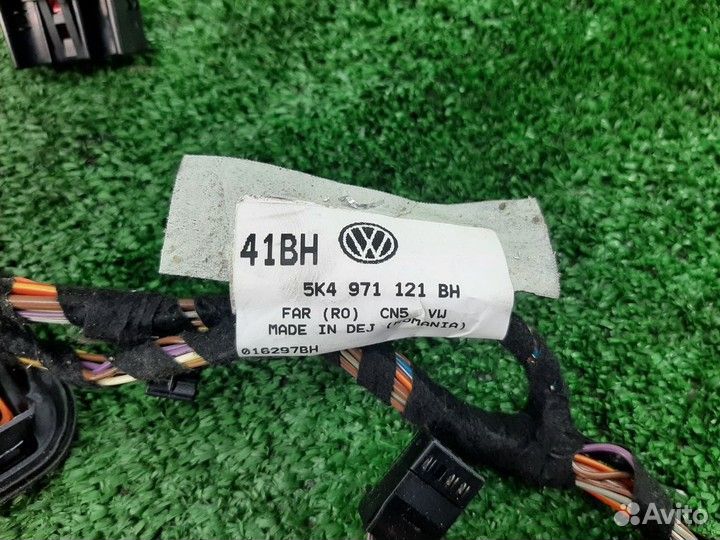 41BH
5K4 971 121 BH
FAR (RO) CN5 VW
MADE IN DEJ (ROMANIA)
016297BH
Avito